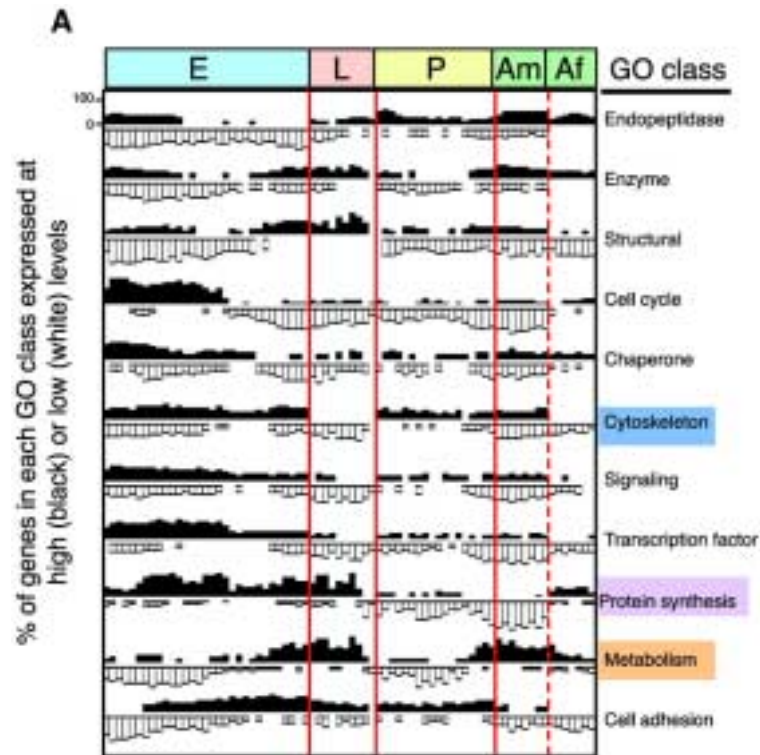 A
E L P Am Af GO class
100
0
% of genes in each GO class expressed at
high (black) or low (white) levels
Endopeptidase
Enzyme
Structural
Cell cycle
Chaperone
Cytoskeleton
Signaling
Transcription factor
Protein synthesis
Metabolism
Cell adhesion